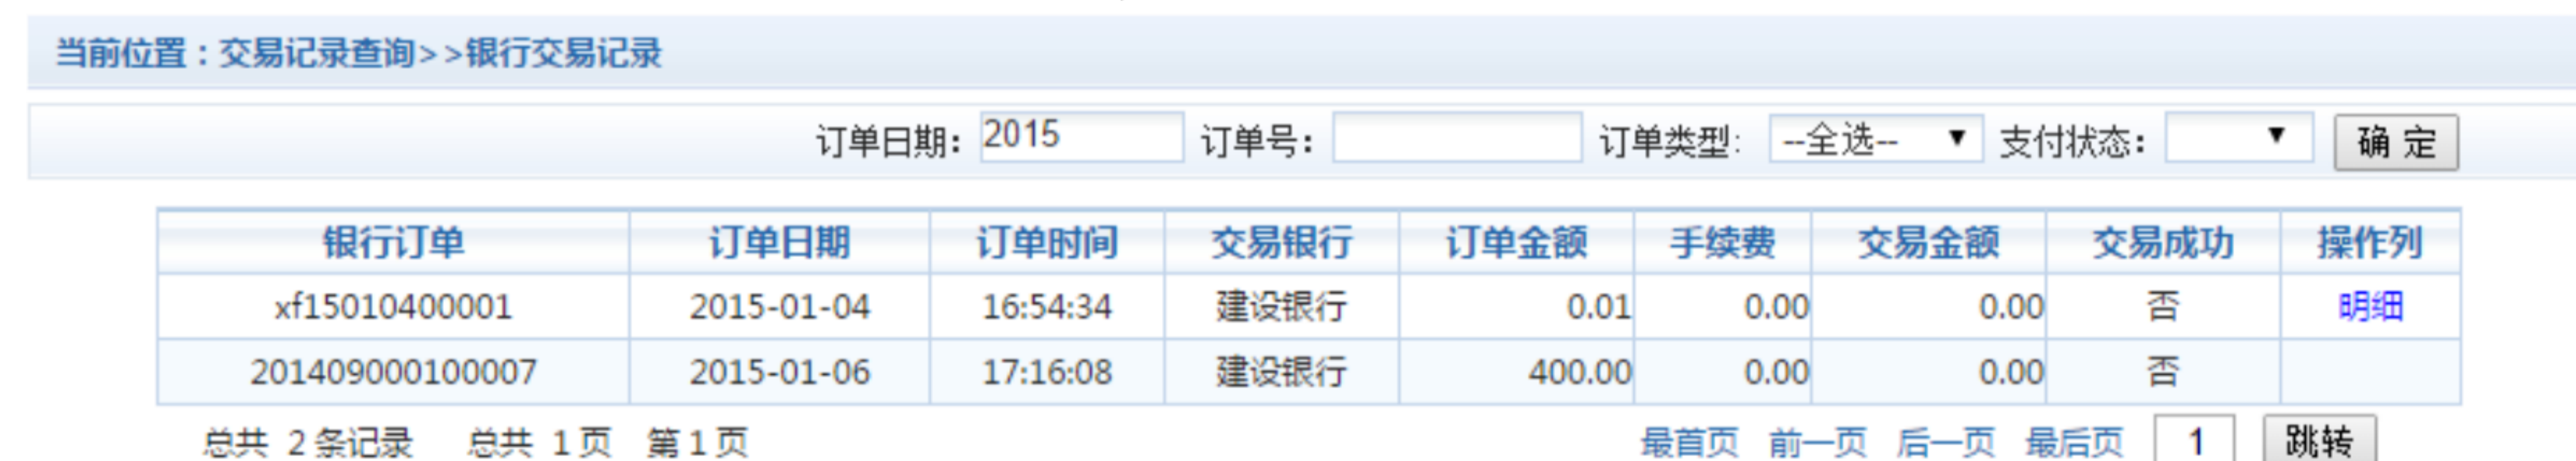 当前位置：交易记录查询>>银行交易记录
订单日期： 2015 订单号： 订单类型： --全选-- ▼ 支付状态： ▼ 确 定
银行订单 订单日期 订单时间 交易银行 订单金额 手续费 交易金额 交易成功 操作列
xf15010400001 2015-01-04 16:54:34 建设银行 0.01 0.00 0.00 否 明细
201409000100007 2015-01-06 17:16:08 建设银行 400.00 0.00 0.00 否
总共 2 条记录 总共 1 页 第 1 页 最首页 前一页 后一页 最后页 1 跳转